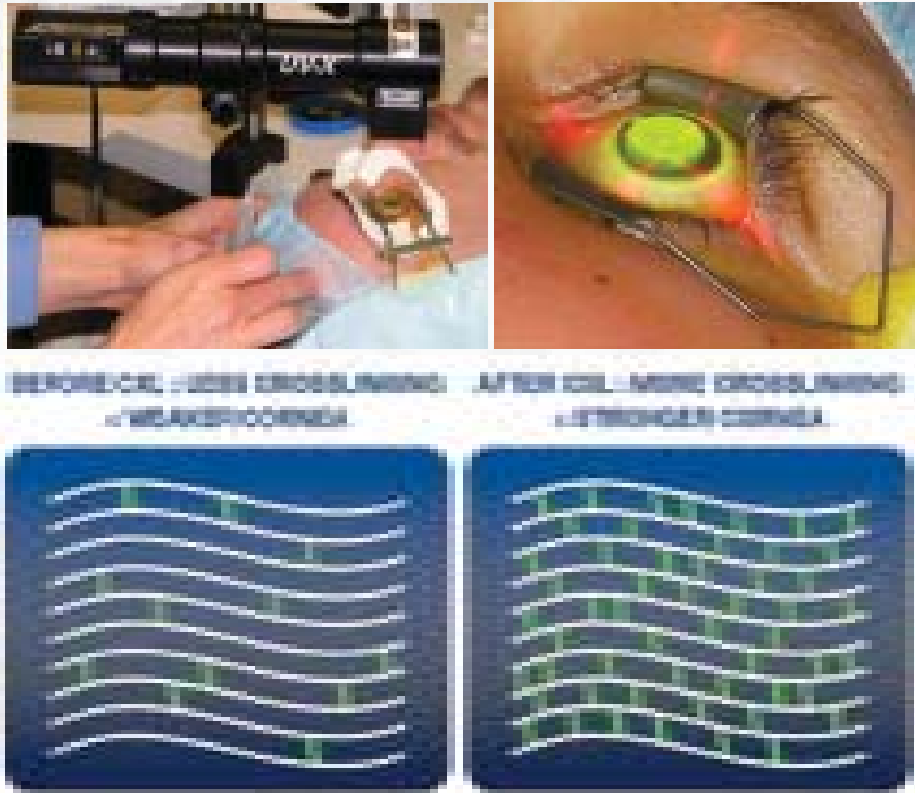 BEFORE CXL - LESS CROSSLINKING
= WEAKER CORNEA
AFTER CXL - MORE CROSSLINKING
= STRONGER CORNEA